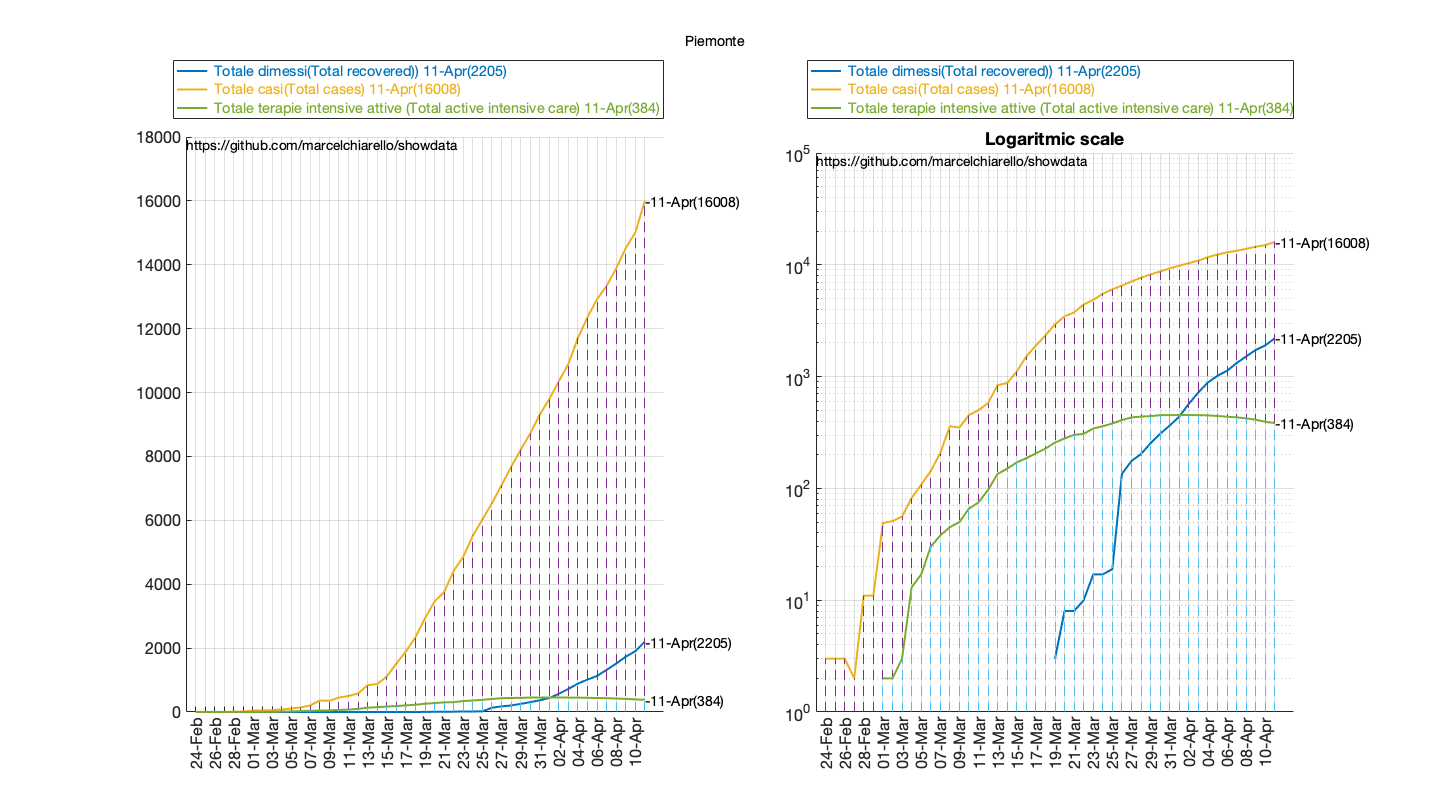 Piemonte
Totale dimessi(Total recovered)) 11-Apr(2205)
Totale casi(Total cases) 11-Apr(16008)
Totale terapie intensive attive (Total active intensive care) 11-Apr(384)
https://github.com/marcelchiarello/showdata
18000
16000
14000
12000
10000
8000
6000
4000
2000
0
-11-Apr(16008)
-11-Apr(2205)
-11-Apr(384)
24-Feb
26-Feb
28-Feb
01-Mar
03-Mar
05-Mar
07-Mar
09-Mar
11-Mar
13-Mar
15-Mar
17-Mar
19-Mar
21-Mar
23-Mar
25-Mar
27-Mar
29-Mar
31-Mar
02-Apr
04-Apr
06-Apr
08-Apr
10-Apr
Totale dimessi(Total recovered)) 11-Apr(2205)
Totale casi(Total cases) 11-Apr(16008)
Totale terapie intensive attive (Total active intensive care) 11-Apr(384)
Logaritmic scale
https://github.com/marcelchiarello/showdata
10^5
10^4
10^3
10^2
10^1
10^0
-11-Apr(16008)
-11-Apr(2205)
-11-Apr(384)
24-Feb
26-Feb
28-Feb
01-Mar
03-Mar
05-Mar
07-Mar
09-Mar
11-Mar
13-Mar
15-Mar
17-Mar
19-Mar
21-Mar
23-Mar
25-Mar
27-Mar
29-Mar
31-Mar
02-Apr
04-Apr
06-Apr
08-Apr
10-Apr